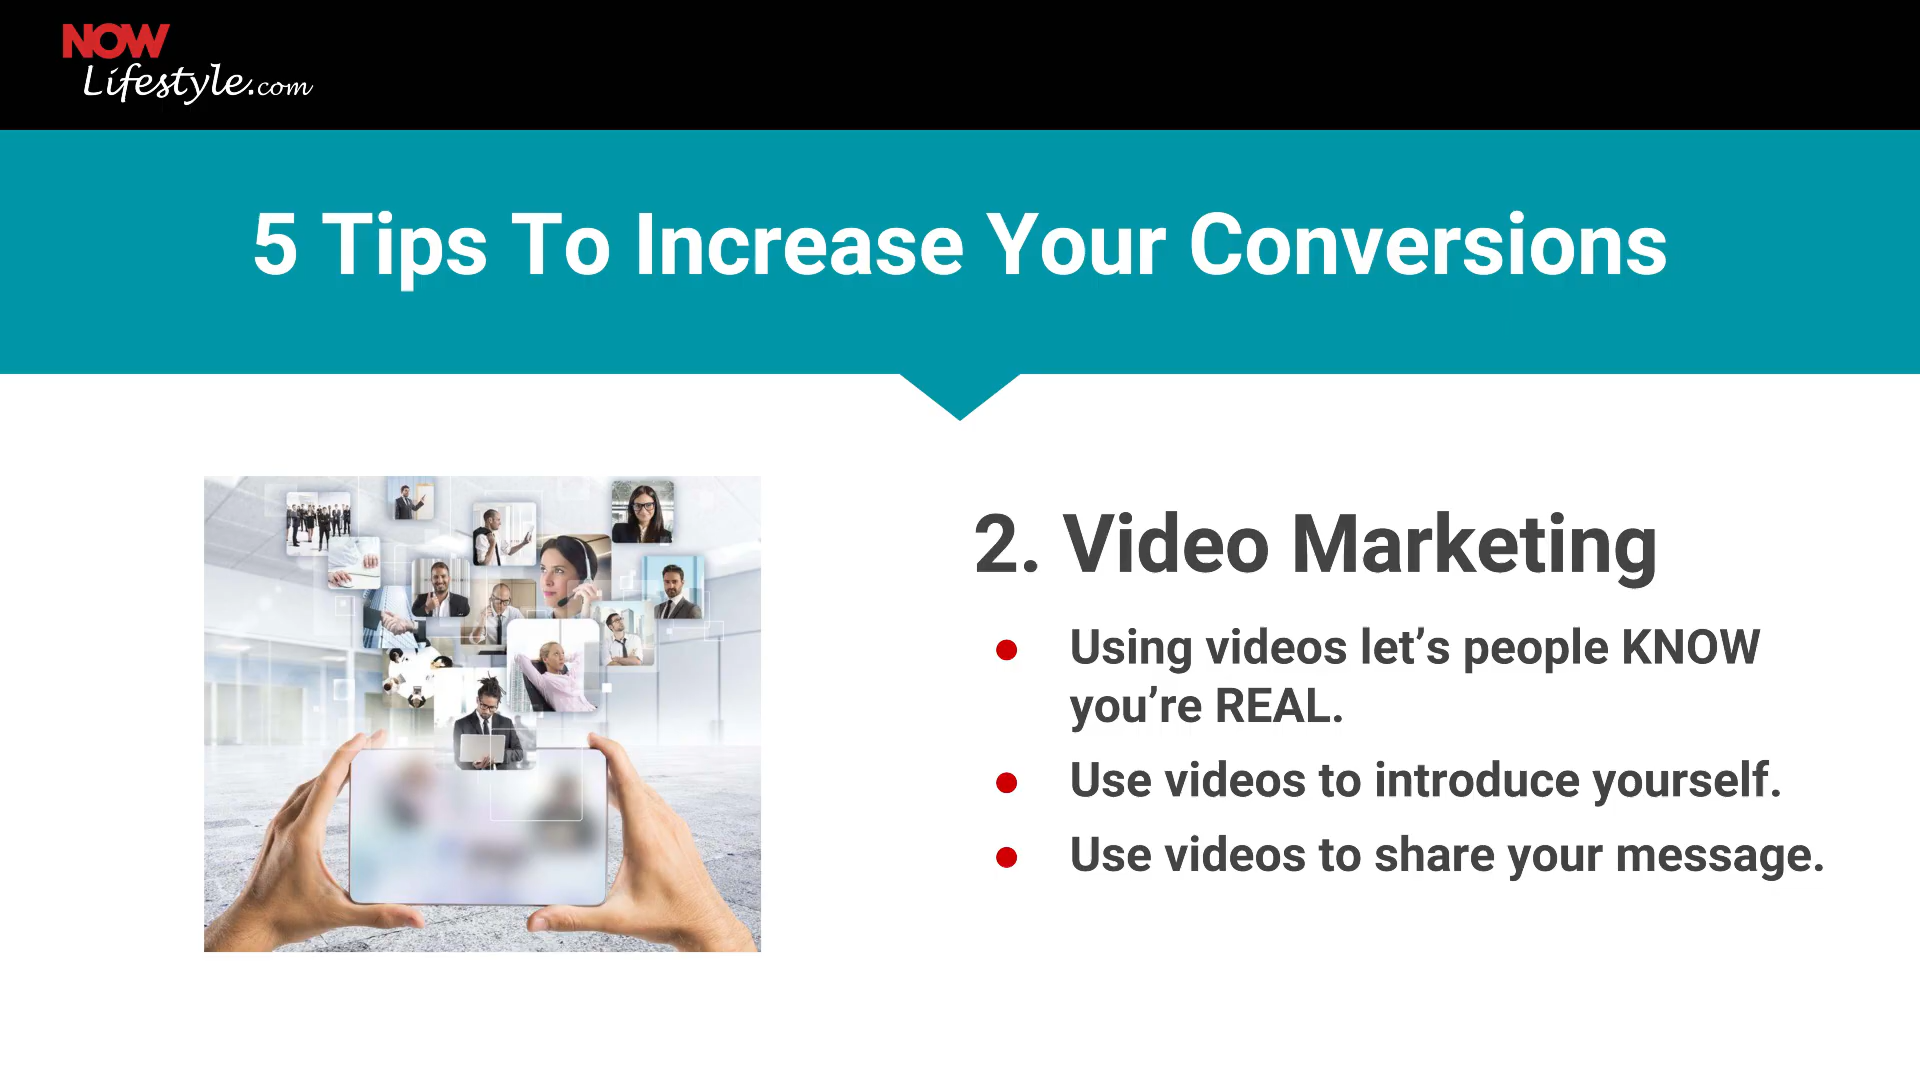 NOW
Lifestyle.com
5 Tips To Increase Your Conversions
2. Video Marketing
● Using videos let’s people KNOW
you’re REAL.
● Use videos to introduce yourself.
● Use videos to share your message.